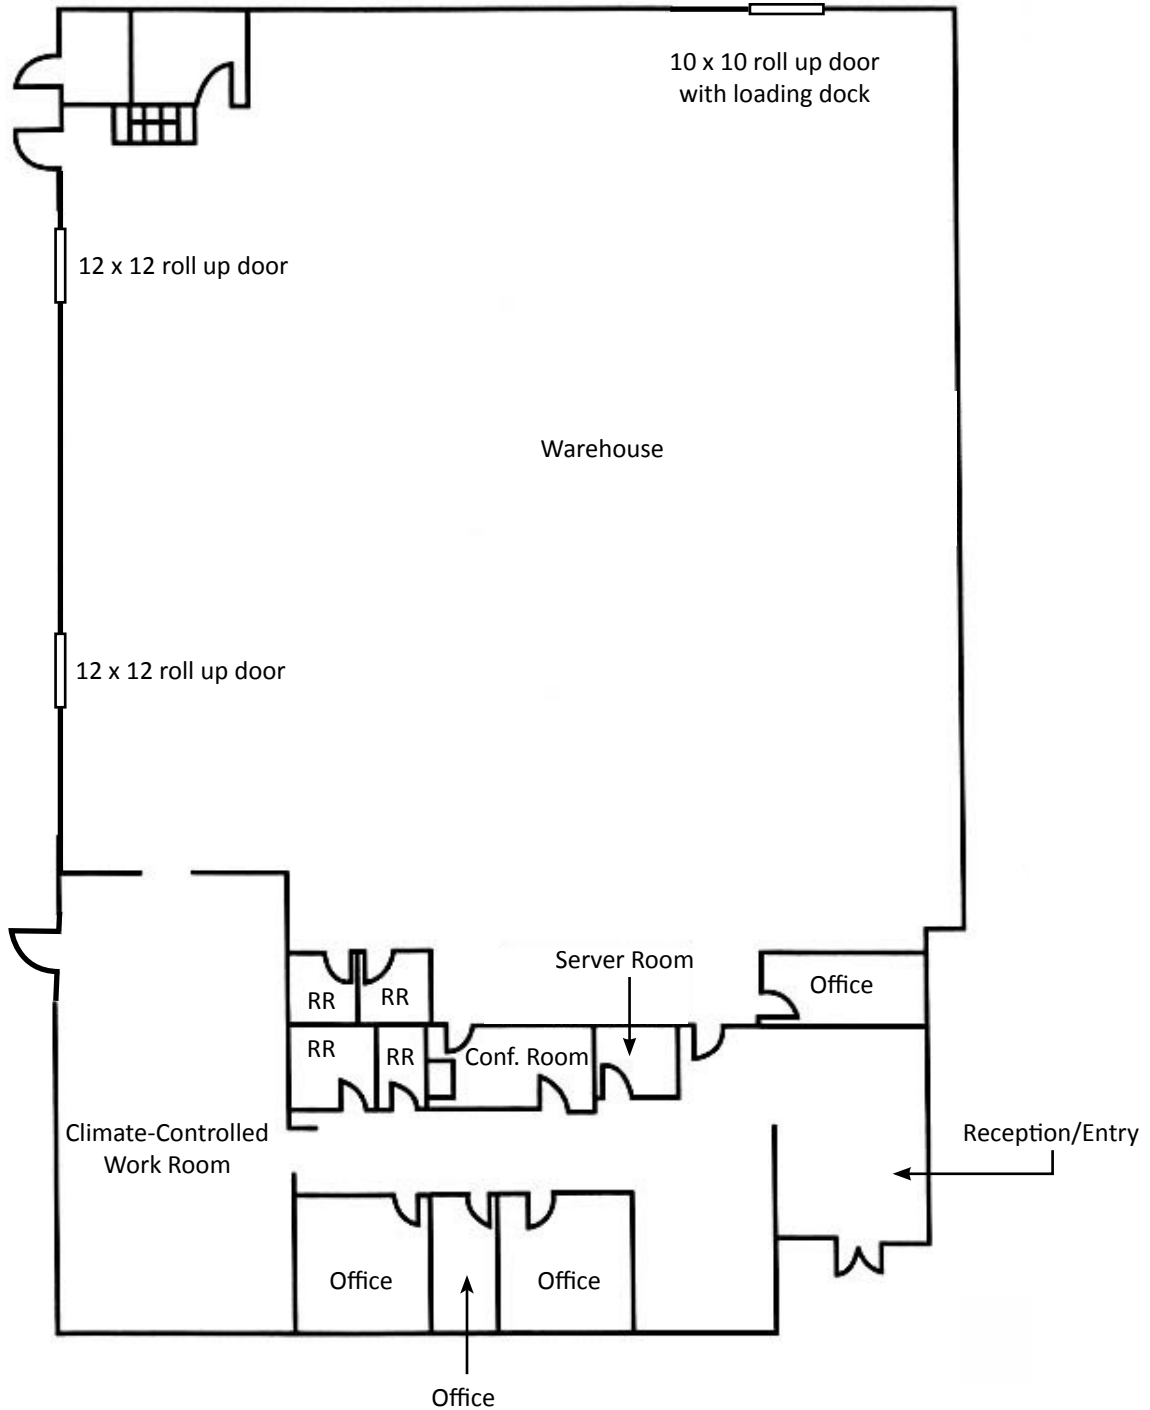 10 x 10 roll up door
with loading dock
12 x 12 roll up door
Warehouse
12 x 12 roll up door
Server Room
Office
RR
RR
RR
RR
Conf. Room
Climate-Controlled
Work Room
Reception/Entry
Office
Office
Office